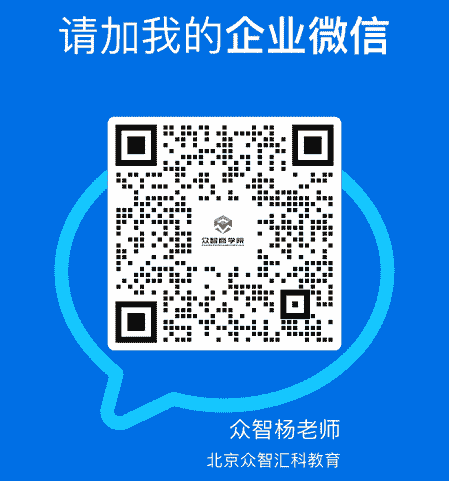 请加我的企业微信
众智商学院
众智杨老师
北京众智汇科教育